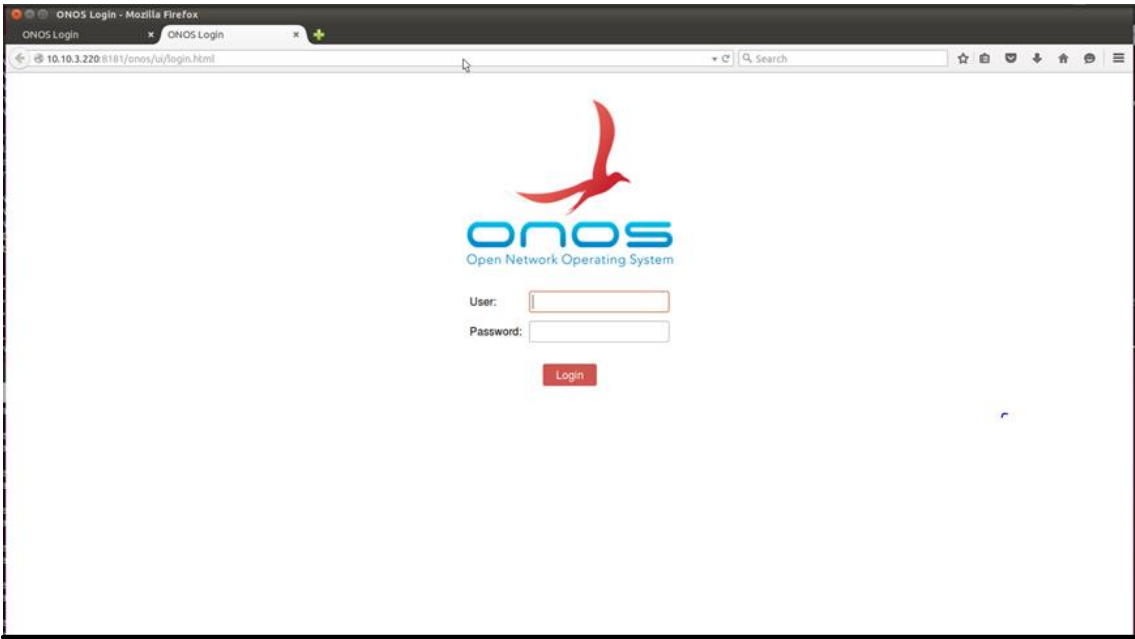 ONOS Login - Mozilla Firefox
ONOS Login
ONOS Login
10.10.3.220:8181/onos/ui/login.html
Search
onos
Open Network Operating System
User:
Password:
Login